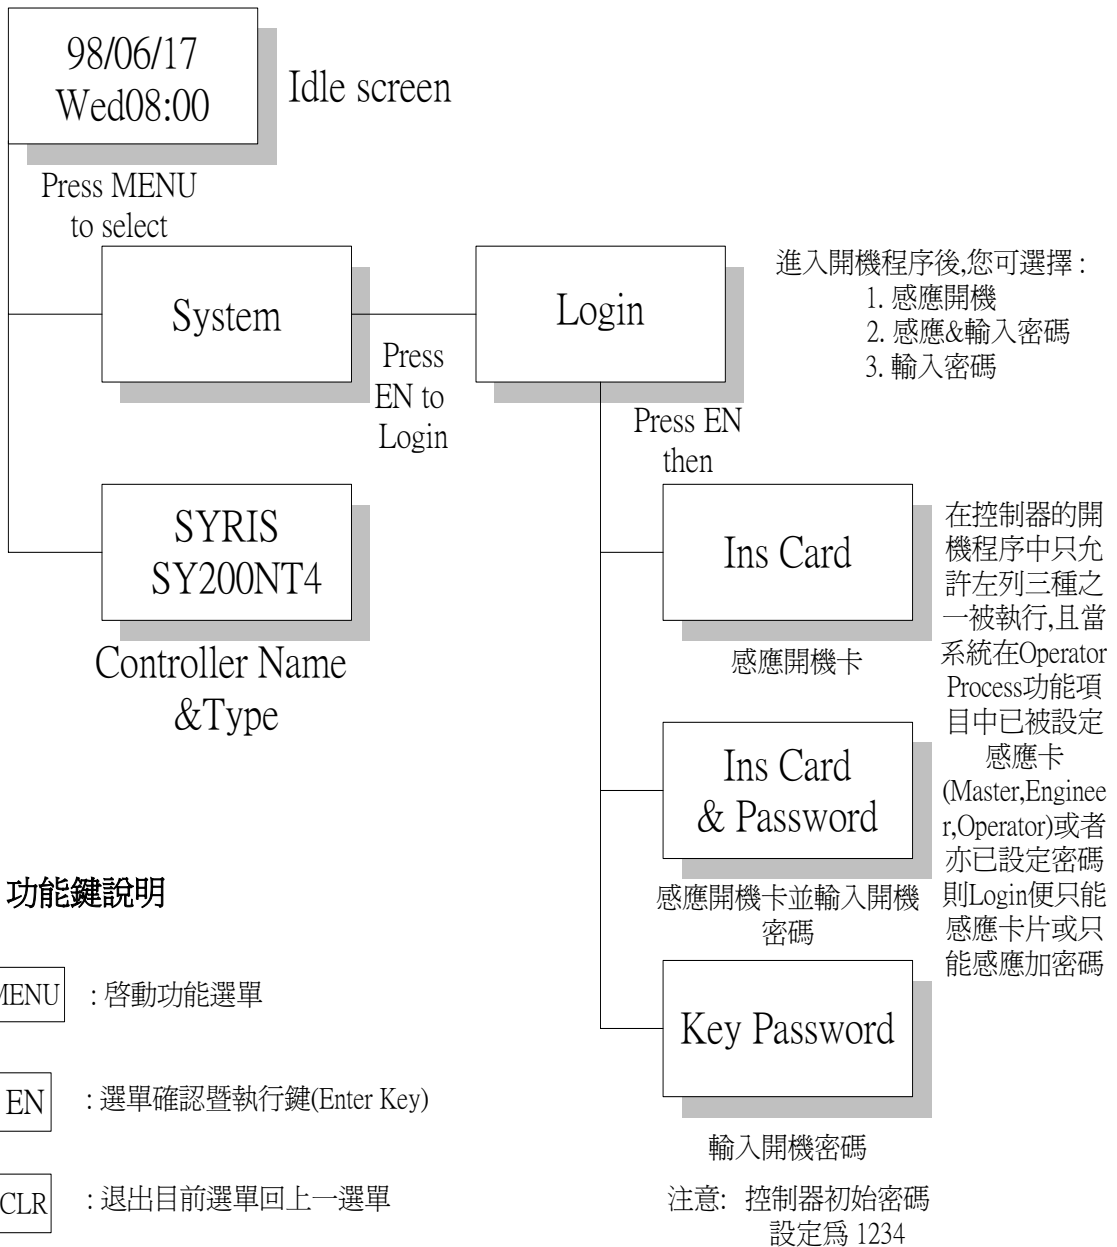 98/06/17
Wed08:00
Idle screen
Press MENU
to select
System
Press
EN to
Login
Login
進入開機程序後,您可選擇 :
1. 感應開機
2. 感應&輸入密碼
3. 輸入密碼
Press EN
then
SYRIS
SY200NT4
Controller Name
&Type
Ins Card
感應開機卡
Ins Card
& Password
感應開機卡並輸入開機
密碼
Key Password
輸入開機密碼
注意: 控制器初始密碼
設定爲 1234
在控制器的開
機程序中只允
許左列三種之
一被執行,且當
系統在Operator
Process功能項
目中已被設定
感應卡
(Master,Enginee
r,Operator)或者
亦已設定密碼
則Login便只能
感應卡片或只
能感應加密碼
功能鍵說明
MENU : 啓動功能選單
EN : 選單確認暨執行鍵(Enter Key)
CLR : 退出目前選單回上一選單